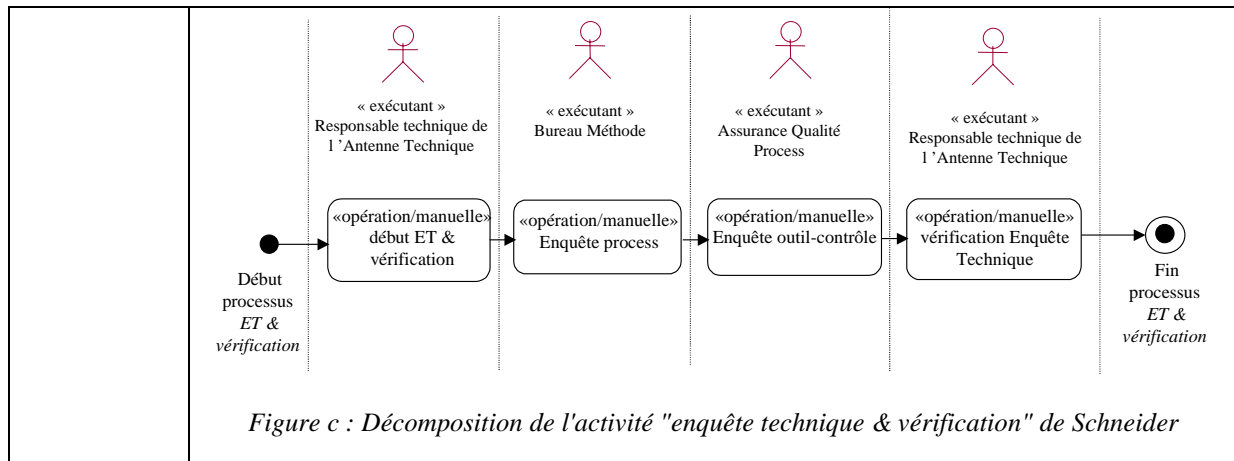 « exécutant »
Responsable technique de
l ’Antenne Technique
« exécutant »
Bureau Méthode
« exécutant »
Assurance Qualité
Process
« exécutant »
Responsable technique de
l ’Antenne Technique
«opération/manuelle»
début ET &
vérification
«opération/manuelle»
Enquête process
«opération/manuelle»
Enquête outil-contrôle
«opération/manuelle»
vérification Enquête
Technique
Début
processus
ET &
vérification
Fin
processus
ET &
vérification
Figure c : Décomposition de l'activité "enquête technique & vérification" de Schneider